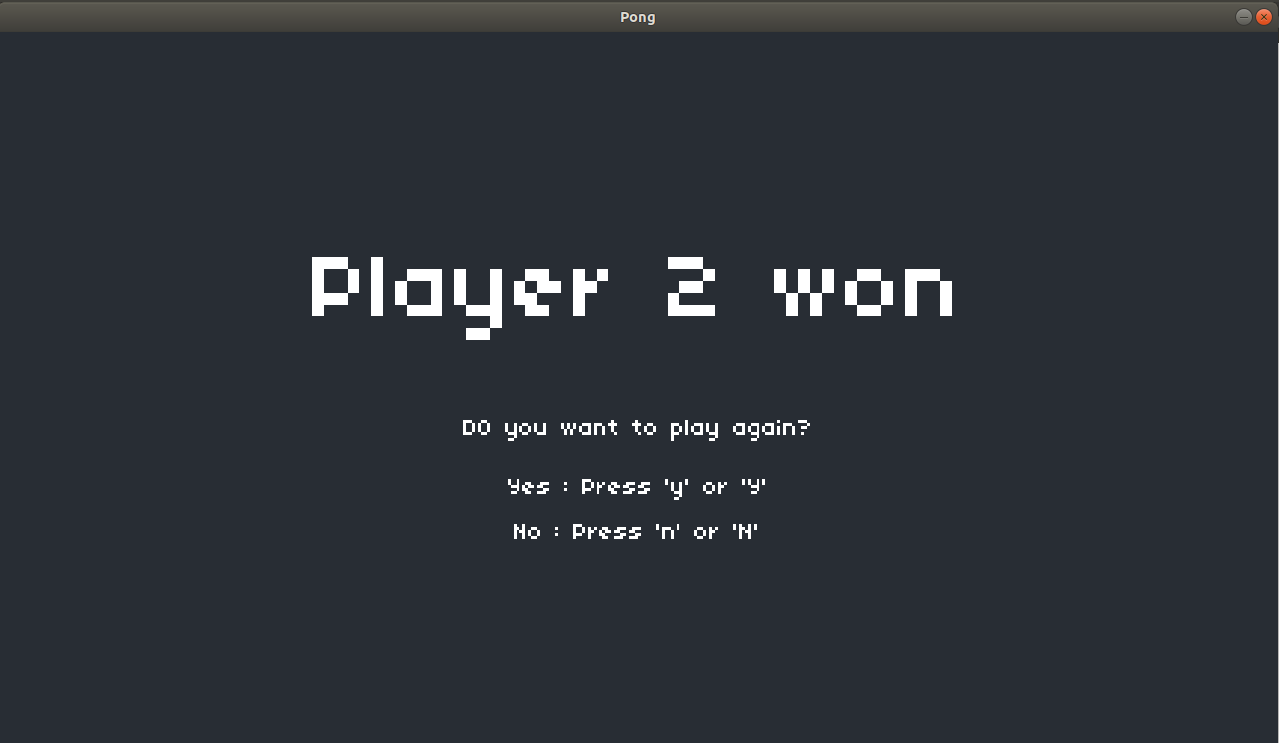 Pong
Player 2 won
DO you want to play again?
Yes : Press 'y' or 'Y'
No : Press 'n' or 'N'